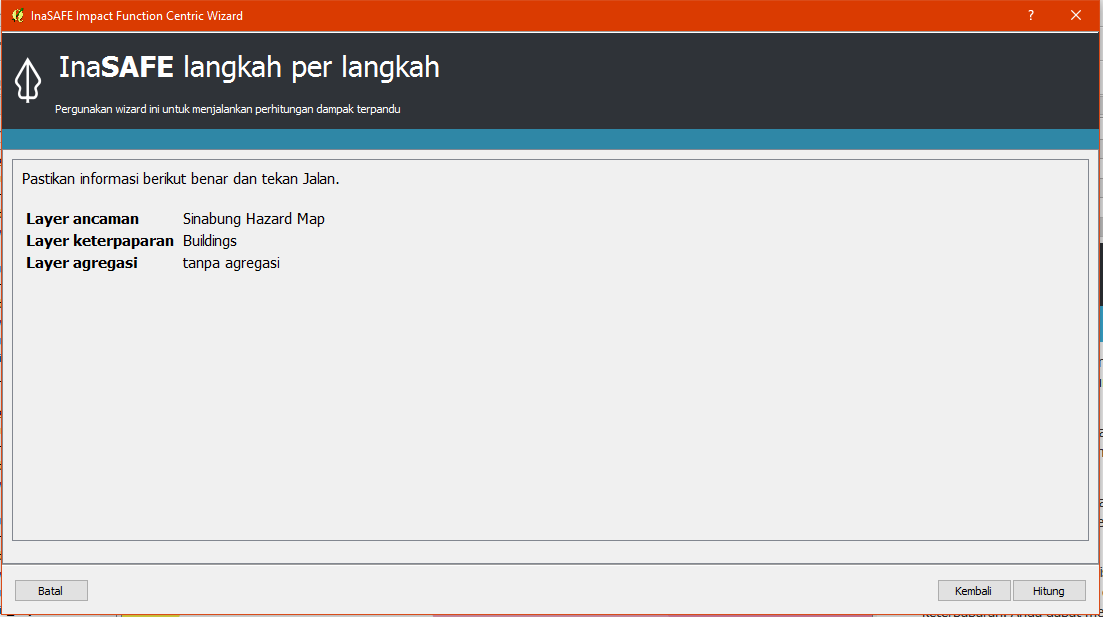 InaSAFE Impact Function Centric Wizard
InaSAFE langkah per langkah
Pergunakan wizard ini untuk menjalankan perhitungan dampak terpandu
Pastikan informasi berikut benar dan tekan Jalan.
Layer ancaman Sinabung Hazard Map
Layer keterpaparan Buildings
Layer agregasi tanpa agregasi
Batal Kembali Hitung